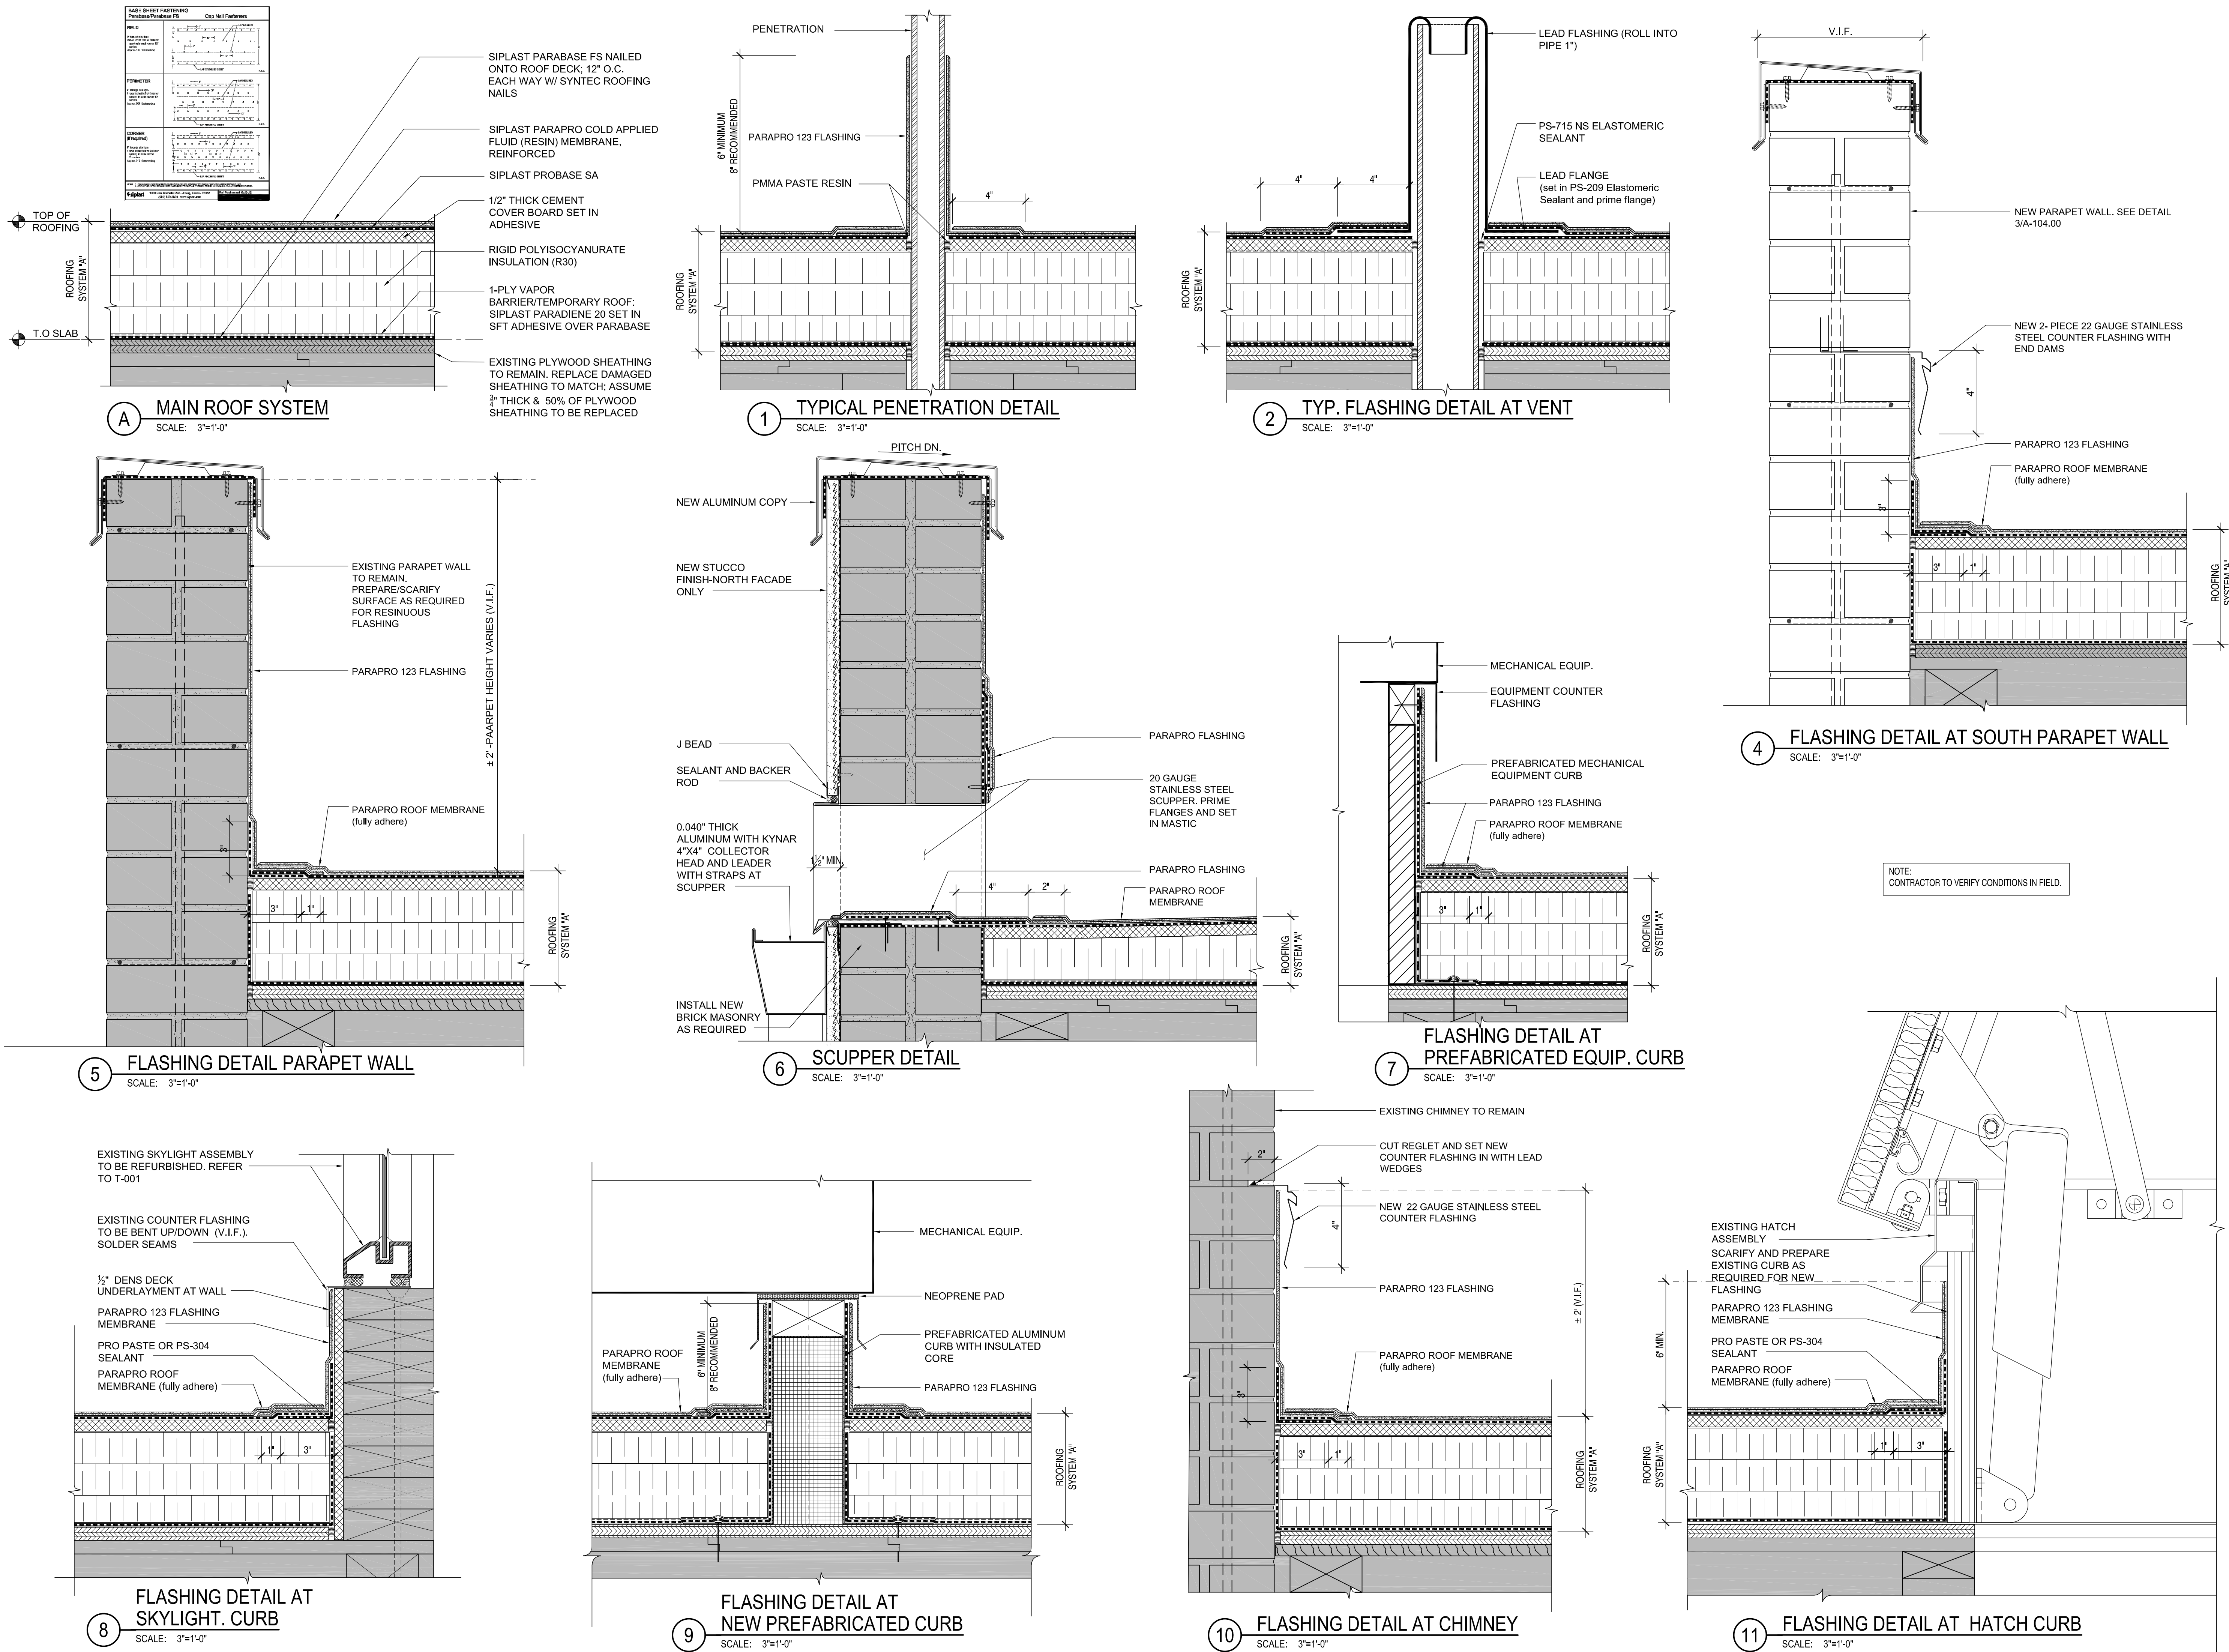 BASE SHEET FASTENING
Parabase/Parabase FS Cap Nail Fasteners
FIELD
PERIMETER
CORNER
(if required)
Siplast
SIPLAST PARABASE FS NAILED
ONTO ROOF DECK; 12" O.C.
EACH WAY W/ SYNTEC ROOFING
NAILS
SIPLAST PARAPRO COLD APPLIED
FLUID (RESIN) MEMBRANE,
REINFORCED
SIPLAST PROBASE SA
1/2" THICK CEMENT
COVER BOARD SET IN
ADHESIVE
RIGID POLYISOCYANURATE
INSULATION (R30)
1-PLY VAPOR
BARRIER/TEMPORARY ROOF:
SIPLAST PARADIENE 20 SET IN
SFT ADHESIVE OVER PARABASE
EXISTING PLYWOOD SHEATHING
TO REMAIN. REPLACE DAMAGED
SHEATHING TO MATCH; ASSUME
3/4" THICK & 50% OF PLYWOOD
SHEATHING TO BE REPLACED
TOP OF
ROOFING
ROOFING
SYSTEM "A"
T.O SLAB
A
MAIN ROOF SYSTEM
SCALE: 3"=1'-0"
PENETRATION
6" MINIMUM
8" RECOMMENDED
PARAPRO 123 FLASHING
PMMA PASTE RESIN
4"
ROOFING
SYSTEM "A"
1
TYPICAL PENETRATION DETAIL
SCALE: 3"=1'-0"
LEAD FLASHING (ROLL INTO
PIPE 1")
PS-715 NS ELASTOMERIC
SEALANT
LEAD FLANGE
(set in PS-209 Elastomeric
Sealant and prime flange)
4"
4"
ROOFING
SYSTEM "A"
2
TYP. FLASHING DETAIL AT VENT
SCALE: 3"=1'-0"
V.I.F.
NEW PARAPET WALL. SEE DETAIL
3/A-104.00
NEW 2- PIECE 22 GAUGE STAINLESS
STEEL COUNTER FLASHING WITH
END DAMS
4"
PARAPRO 123 FLASHING
PARAPRO ROOF MEMBRANE
(fully adhere)
3"
3"
1"
ROOFING
SYSTEM "A"
4
FLASHING DETAIL AT SOUTH PARAPET WALL
SCALE: 3"=1'-0"
EXISTING PARAPET WALL
TO REMAIN.
PREPARE/SCARIFY
SURFACE AS REQUIRED
FOR RESINUOUS
FLASHING
PARAPRO 123 FLASHING
± 2' -PAARPET HEIGHT VARIES (V.I.F.)
PARAPRO ROOF MEMBRANE
(fully adhere)
3"
3"
1"
ROOFING
SYSTEM "A"
5
FLASHING DETAIL PARAPET WALL
SCALE: 3"=1'-0"
PITCH DN.
NEW ALUMINUM COPY
NEW STUCCO
FINISH-NORTH FACADE
ONLY
J BEAD
SEALANT AND BACKER
ROD
0.040" THICK
ALUMINUM WITH KYNAR
4"X4" COLLECTOR
HEAD AND LEADER
WITH STRAPS AT
SCUPPER
INSTALL NEW
BRICK MASONRY
AS REQUIRED
1 1/2" MIN.
PARAPRO FLASHING
20 GAUGE
STAINLESS STEEL
SCUPPER. PRIME
FLANGES AND SET
IN MASTIC
PARAPRO FLASHING
PARAPRO ROOF
MEMBRANE
4"
2"
ROOFING
SYSTEM "A"
6
SCUPPER DETAIL
SCALE: 3"=1'-0"
MECHANICAL EQUIP.
EQUIPMENT COUNTER
FLASHING
PREFABRICATED MECHANICAL
EQUIPMENT CURB
PARAPRO 123 FLASHING
PARAPRO ROOF MEMBRANE
(fully adhere)
3"
1"
ROOFING
SYSTEM "A"
7
FLASHING DETAIL AT
PREFABRICATED EQUIP. CURB
SCALE: 3"=1'-0"
NOTE:
CONTRACTOR TO VERIFY CONDITIONS IN FIELD.
EXISTING SKYLIGHT ASSEMBLY
TO BE REFURBISHED. REFER
TO T-001
EXISTING COUNTER FLASHING
TO BE BENT UP/DOWN (V.I.F.).
SOLDER SEAMS
1/2" DENS DECK
UNDERLAYMENT AT WALL
PARAPRO 123 FLASHING
MEMBRANE
PRO PASTE OR PS-304
SEALANT
PARAPRO ROOF
MEMBRANE (fully adhere)
1"
3"
8
FLASHING DETAIL AT
SKYLIGHT. CURB
SCALE: 3"=1'-0"
MECHANICAL EQUIP.
NEOPRENE PAD
PREFABRICATED ALUMINUM
CURB WITH INSULATED
CORE
PARAPRO 123 FLASHING
PARAPRO ROOF
MEMBRANE
(fully adhere)
6" MINIMUM
8" RECOMMENDED
ROOFING
SYSTEM "A"
9
FLASHING DETAIL AT
NEW PREFABRICATED CURB
SCALE: 3"=1'-0"
EXISTING CHIMNEY TO REMAIN
CUT REGLET AND SET NEW
COUNTER FLASHING IN WITH LEAD
WEDGES
2"
NEW 22 GAUGE STAINLESS STEEL
COUNTER FLASHING
4"
PARAPRO 123 FLASHING
± 2' (V.I.F.)
PARAPRO ROOF MEMBRANE
(fully adhere)
3"
3"
1"
ROOFING
SYSTEM "A"
10
FLASHING DETAIL AT CHIMNEY
SCALE: 3"=1'-0"
EXISTING HATCH
ASSEMBLY
SCARIFY AND PREPARE
EXISTING CURB AS
REQUIRED FOR NEW
FLASHING
PARAPRO 123 FLASHING
MEMBRANE
PRO PASTE OR PS-304
SEALANT
PARAPRO ROOF
MEMBRANE (fully adhere)
6" MIN.
1"
3"
ROOFING
SYSTEM "A"
11
FLASHING DETAIL AT HATCH CURB
SCALE: 3"=1'-0"